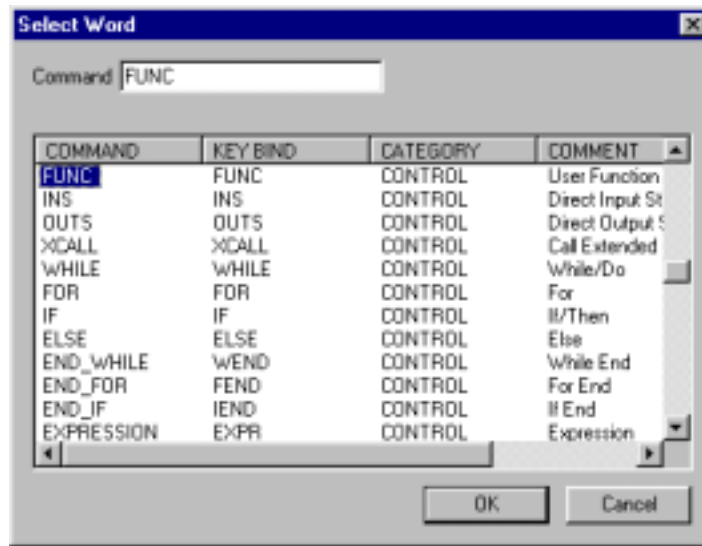 Select Word
Command FUNC
COMMAND KEY BIND CATEGORY COMMENT
FUNC FUNC CONTROL User Function
INS INS CONTROL Direct Input St
OUTS OUTS CONTROL Direct Output S
XCALL XCALL CONTROL Call Extended
WHILE WHILE CONTROL While/Do
FOR FOR CONTROL For
IF IF CONTROL If/Then
ELSE ELSE CONTROL Else
END_WHILE WEND CONTROL While End
END_FOR FEND CONTROL For End
END_IF IEND CONTROL If End
EXPRESSION EXPR CONTROL Expression
OK Cancel